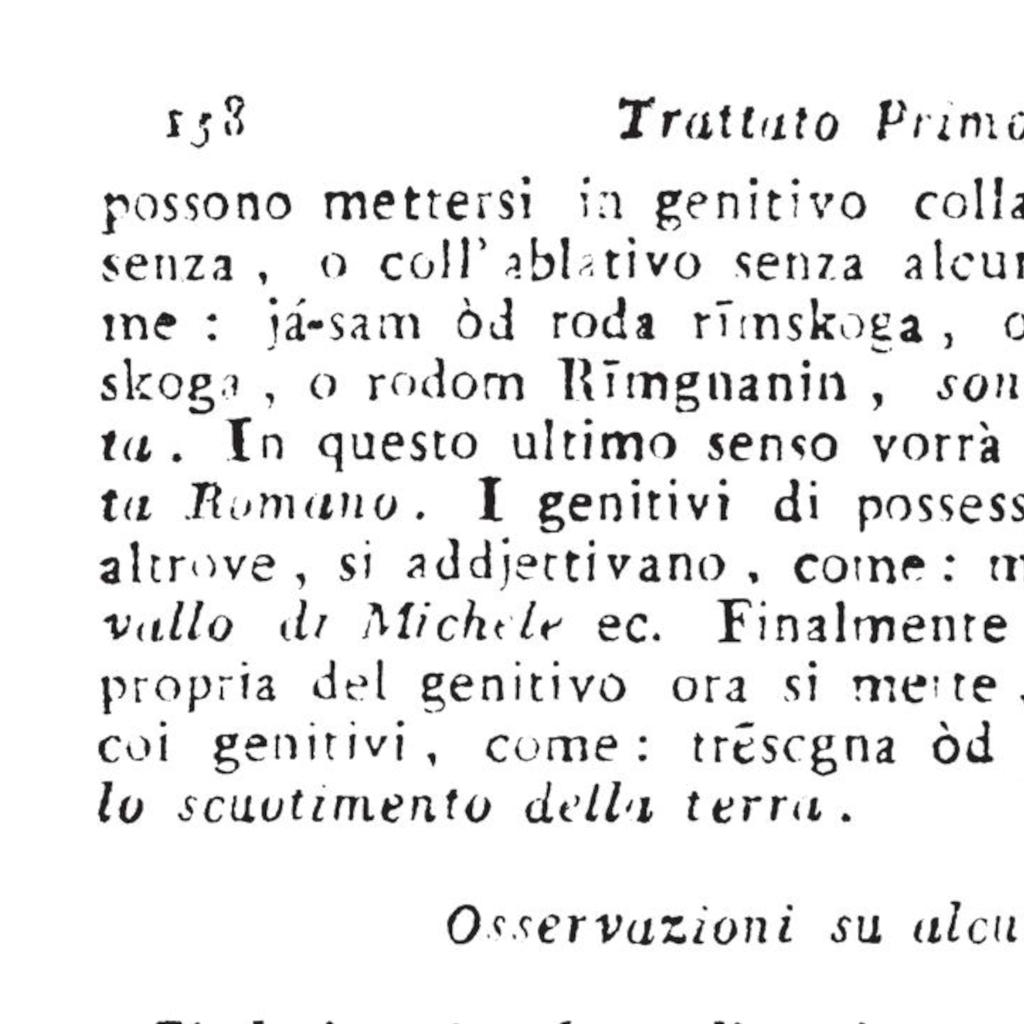 158 Trattato Primo
possono mettersi in genitivo colla
senza, o coll' ablativo senza alcun
me: já-sam òd roda rīmskoga, o
skoga, o rodom Rīmgnanin, son
ta. In questo ultimo senso vorrà
ta Romano. I genitivi di possess
altrove, si addjettivano, come: m
vallo di Michele ec. Finalmente
propria del genitivo ora si mette
coi genitivi, come: trēscgna òd
lo scuotimento della terra.
Osservazioni su alcu